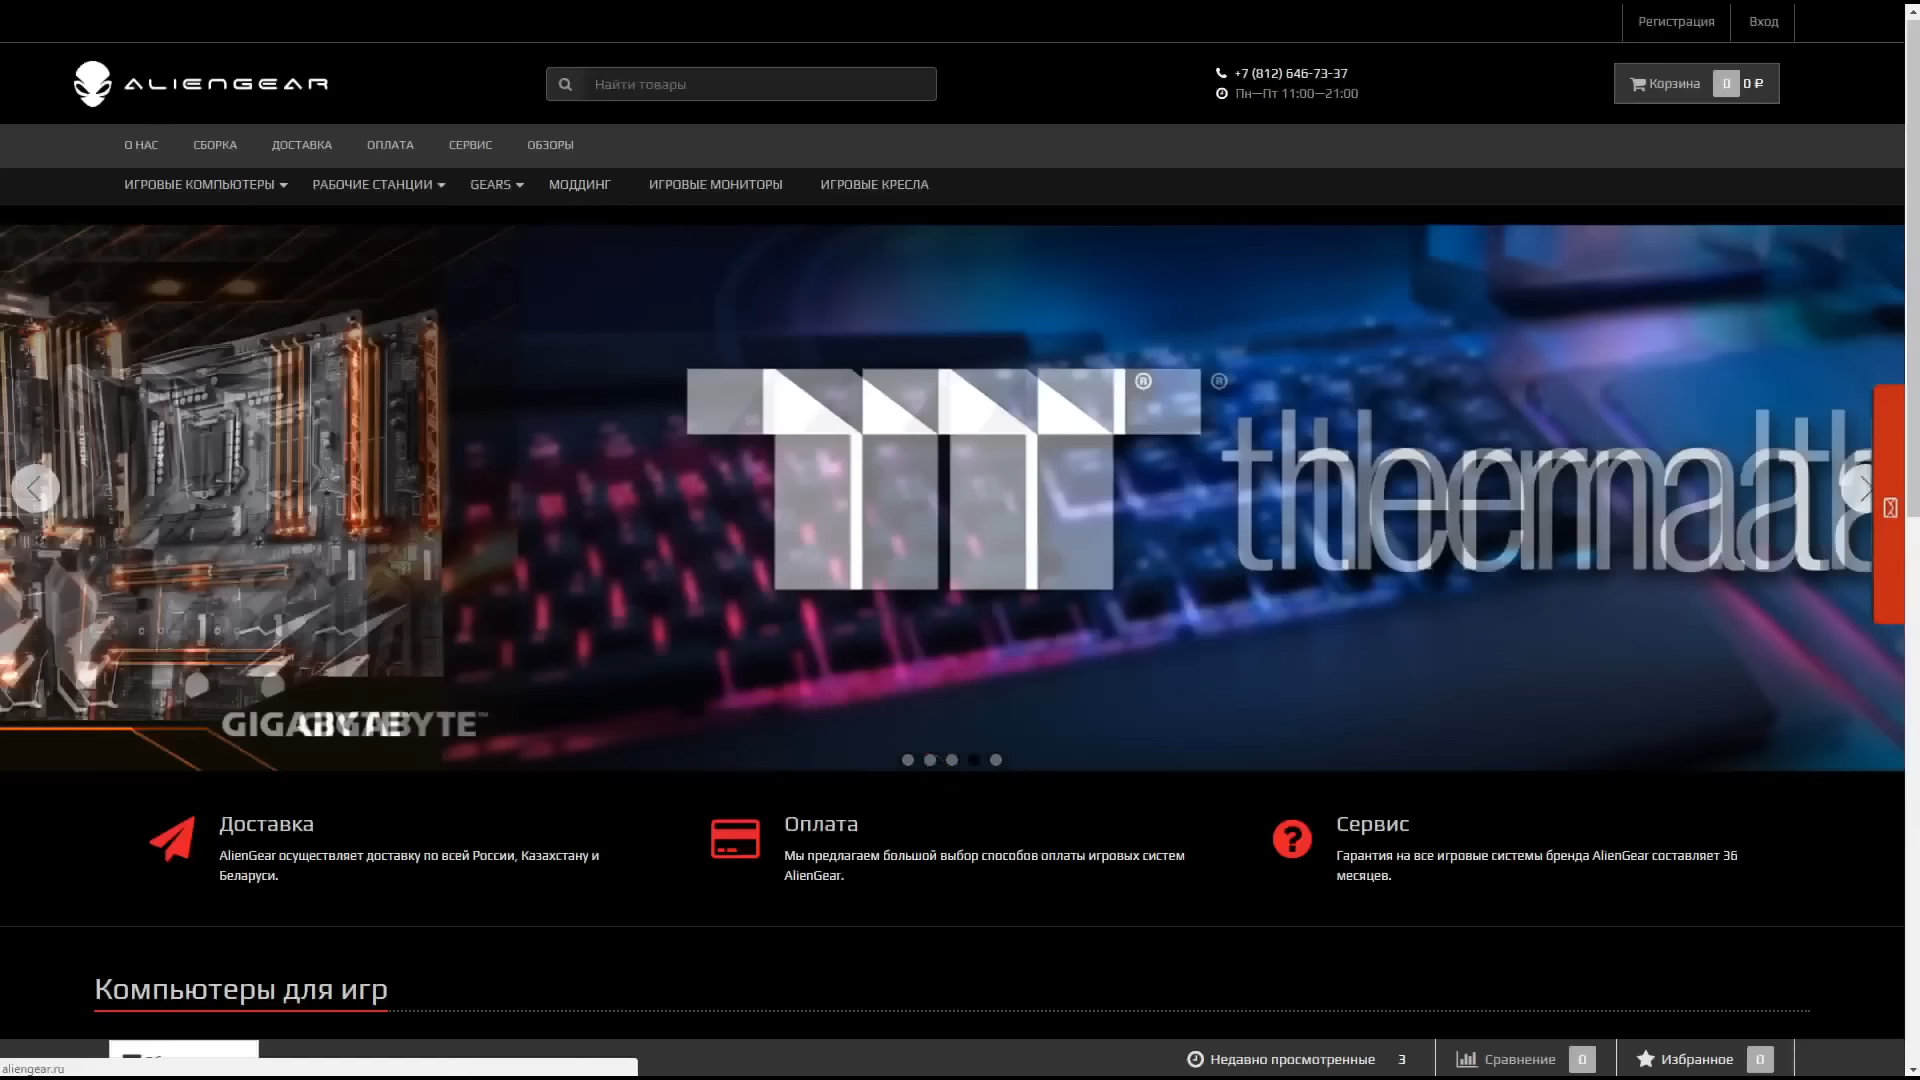 Регистрация
Вход
ALIENGEAR
Найти товары
+7 (812) 646-73-37
Пн—Пт 11:00—21:00
Корзина 0 0 ₽
О НАС
СБОРКА
ДОСТАВКА
ОПЛАТА
СЕРВИС
ОБЗОРЫ
ИГРОВЫЕ КОМПЬЮТЕРЫ
РАБОЧИЕ СТАНЦИИ
GEARS
МОДДИНГ
ИГРОВЫЕ МОНИТОРЫ
ИГРОВЫЕ КРЕСЛА
Доставка
AlienGear осуществляет доставку по всей России, Казахстану и
Беларуси.
Оплата
Мы предлагаем большой выбор способов оплаты игровых систем
AlienGear.
Сервис
Гарантия на все игровые системы бренда AlienGear составляет 36
месяцев.
Компьютеры для игр
Недавно просмотренные 3
Сравнение 0
Избранное 0
aliengear.ru